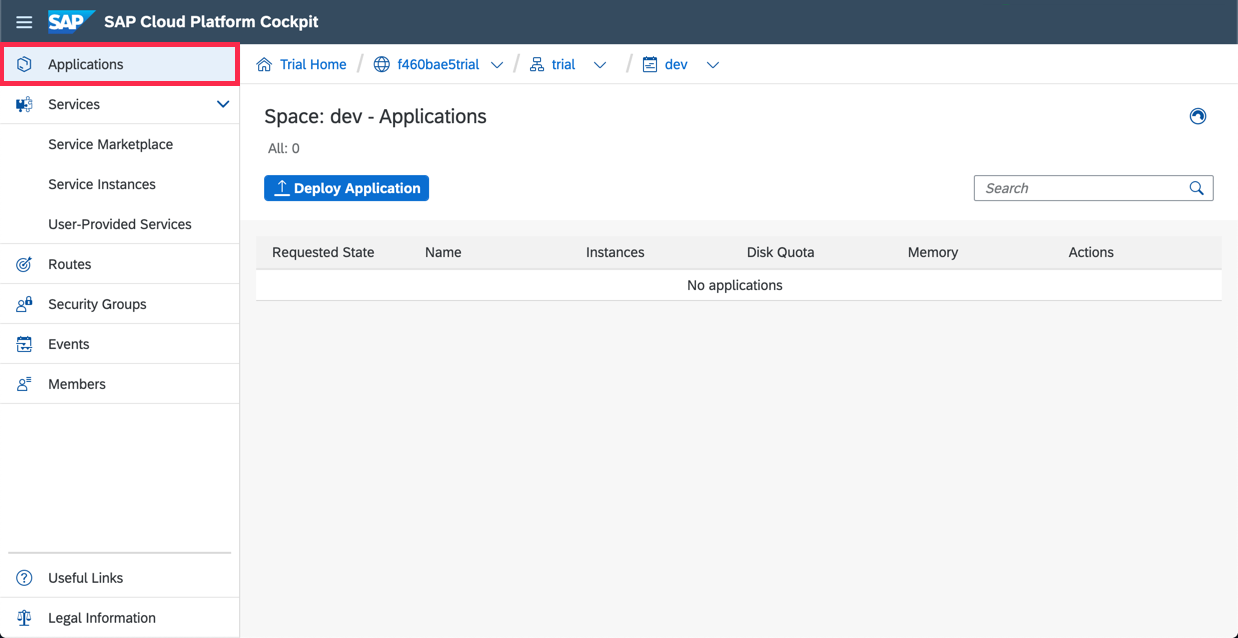 SAP SAP Cloud Platform Cockpit
Applications
Services
Service Marketplace
Service Instances
User-Provided Services
Routes
Security Groups
Events
Members
Useful Links
Legal Information
Trial Home / f460bae5trial / trial / dev
Space: dev - Applications
All: 0
Deploy Application
Search
Requested State Name Instances Disk Quota Memory Actions
No applications